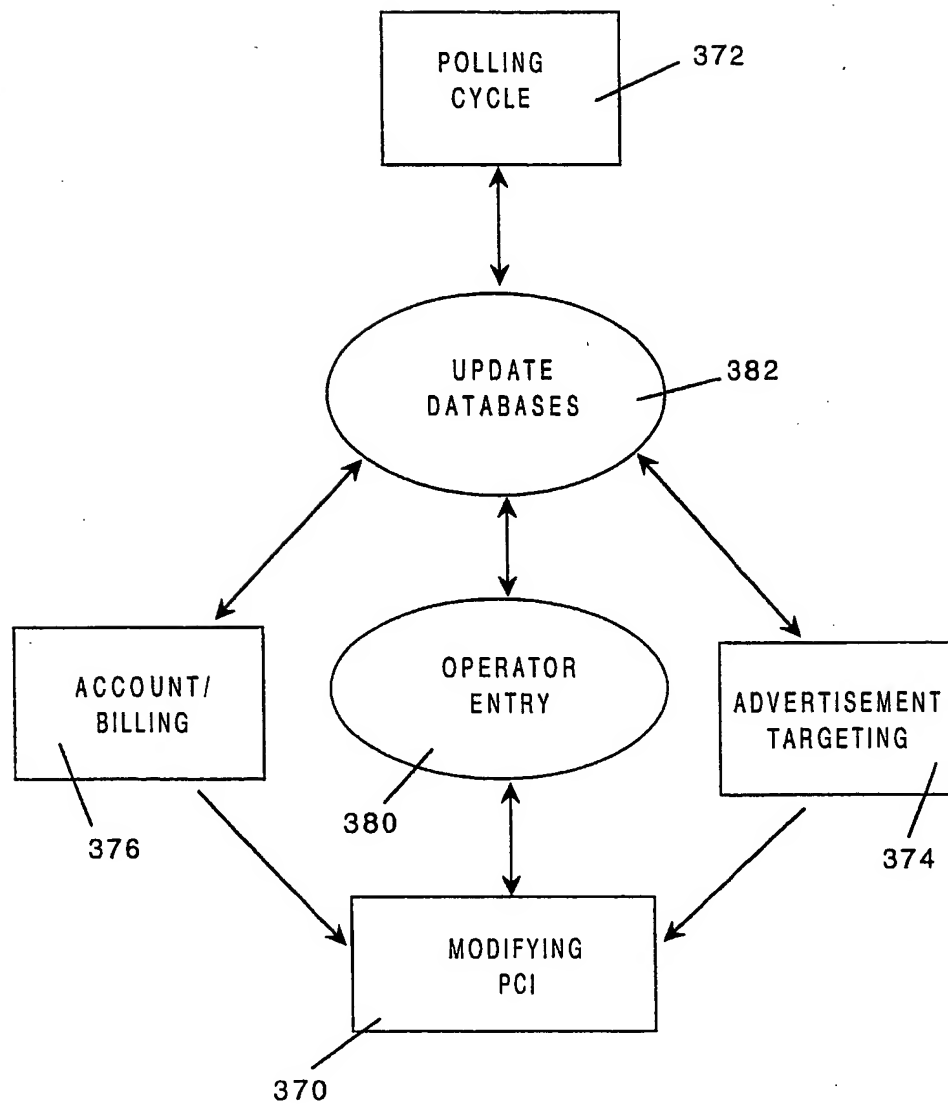 POLLING
CYCLE
372
UPDATE
DATABASES
382
ACCOUNT/
BILLING
376
OPERATOR
ENTRY
380
ADVERTISEMENT
TARGETING
374
MODIFYING
PCI
370